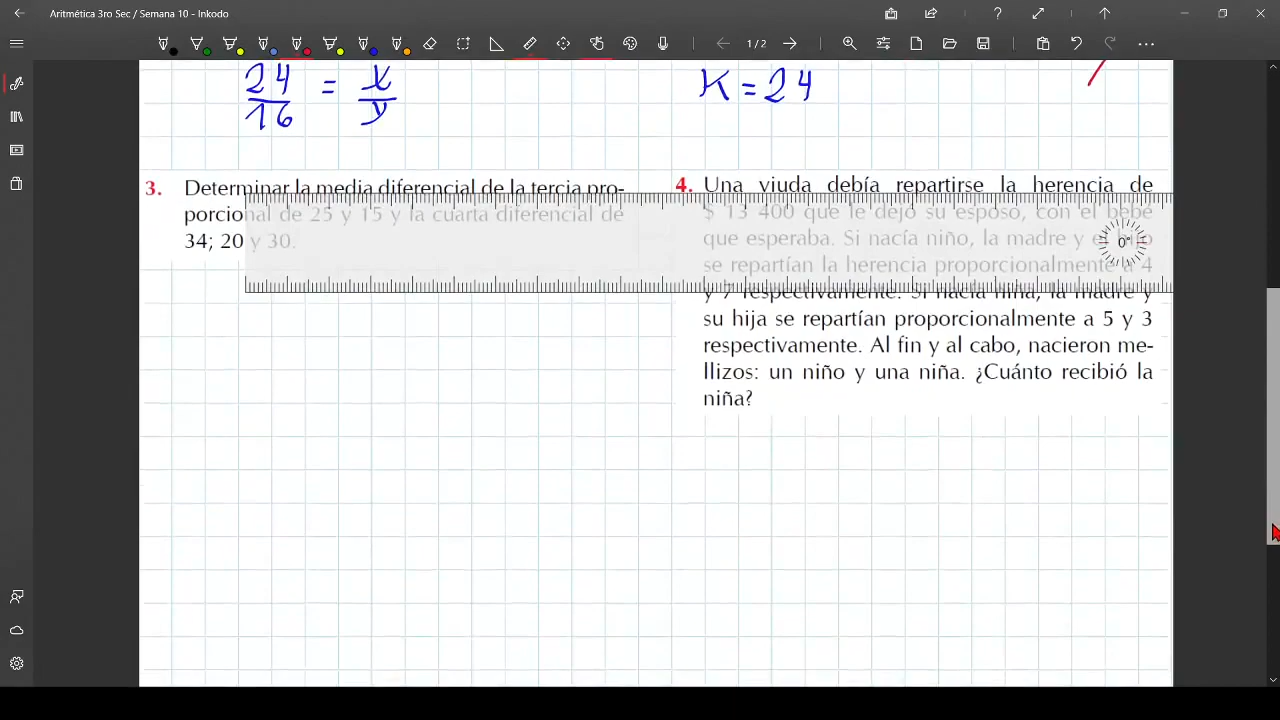 Aritmética 3ro Sec / Semana 10 - Inkodo
1/2
24/16 = x/y
K = 24
3. Determinar la media diferencial de la tercia pro-
porcional de 25 y 15 y la cuarta diferencial de
34; 20 y 30.
4. Una viuda debía repartirse la herencia de
$ 13 400 que le dejó su esposo, con el bebé
que esperaba. Si nacía niño, la madre y el hijo
se repartían la herencia proporcionalmente a 4
y 7 respectivamente. Si nacía niña, la madre y
su hija se repartían proporcionalmente a 5 y 3
respectivamente. Al fin y al cabo, nacieron me-
llizos: un niño y una niña. ¿Cuánto recibió la
niña?
0°